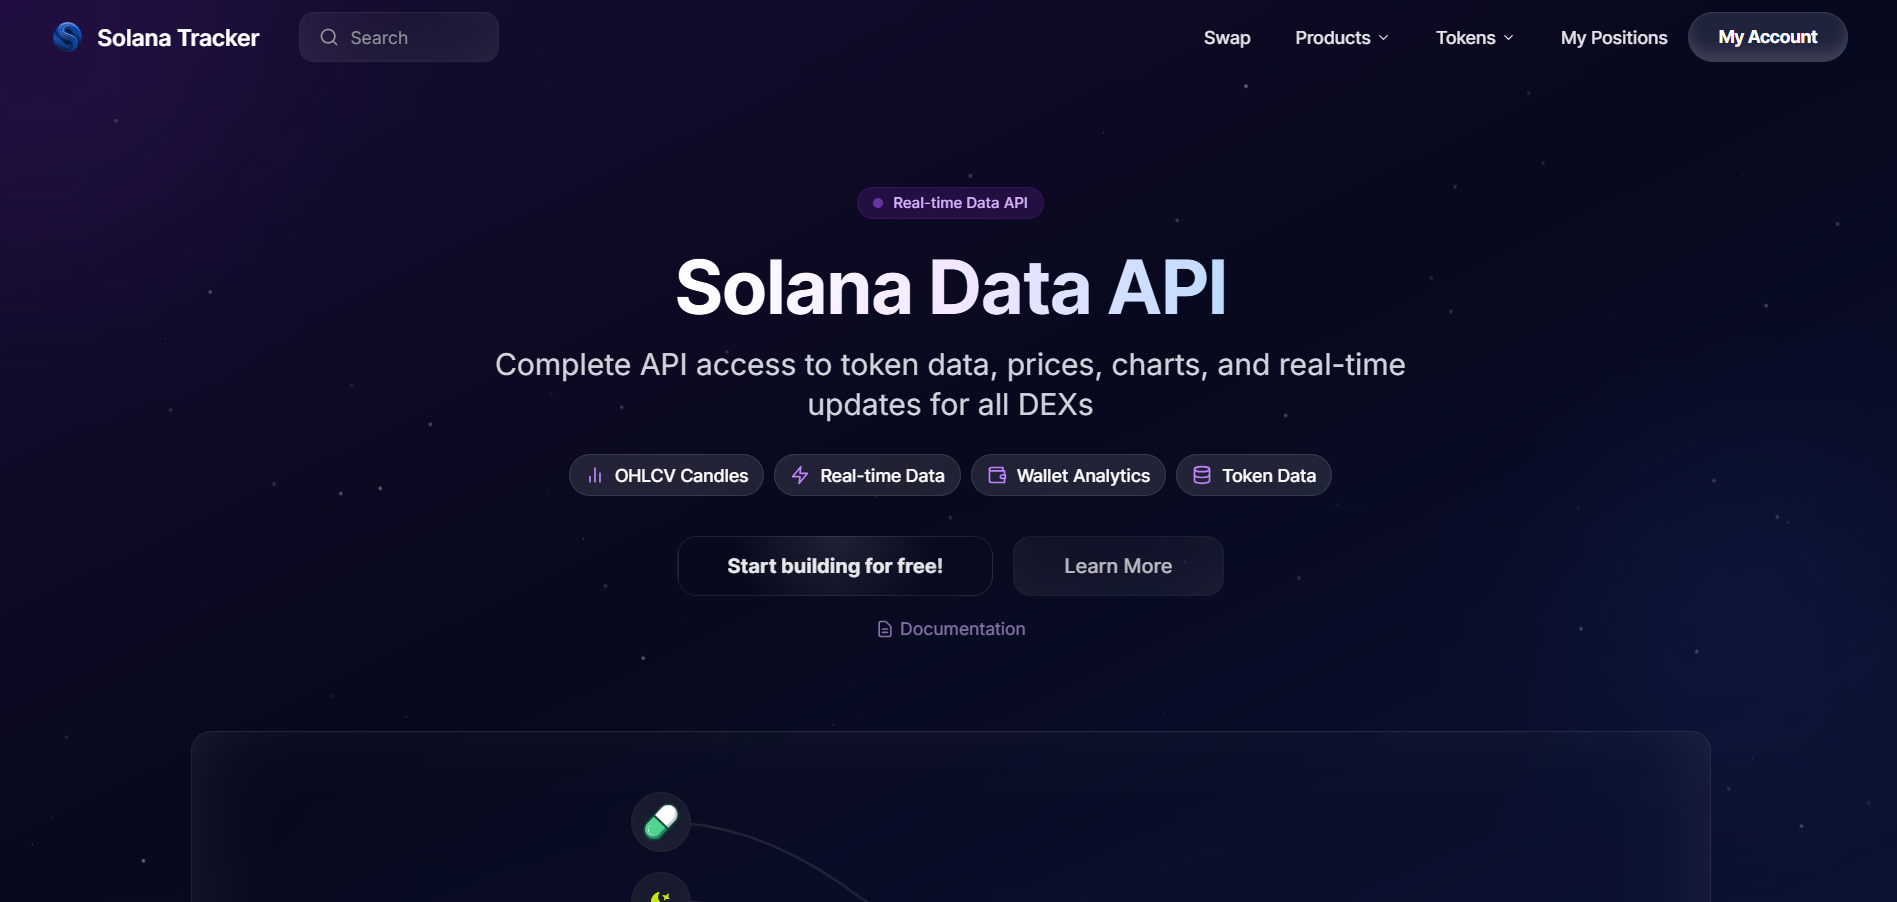 Solana Tracker
Search
Swap
Products
Tokens
My Positions
My Account
Real-time Data API
Solana Data API
Complete API access to token data, prices, charts, and real-time
updates for all DEXs
OHLCV Candles
Real-time Data
Wallet Analytics
Token Data
Start building for free!
Learn More
Documentation